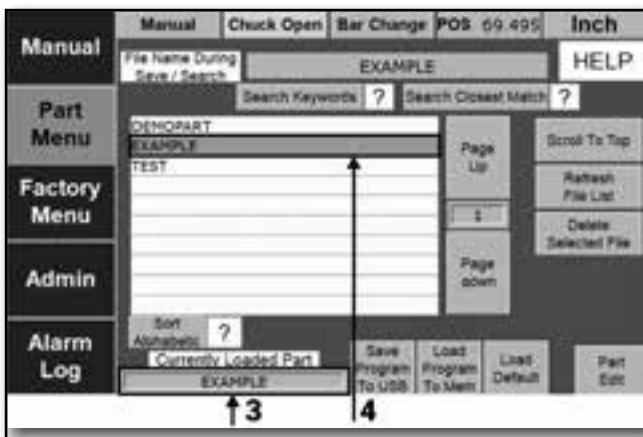 Manual
Chuck Open
Bar Change
POS 69.495
Inch
Manual
File Name During
Save / Search
EXAMPLE
HELP
Search Keywords
?
Search Closest Match
?
Part
Menu
DEMOPART
EXAMPLE
TEST
Page
Up
1
Page
down
Scroll To Top
Refresh
File List
Delete
Selected File
Factory
Menu
Admin
Alarm
Log
Sort
Alphabetic
?
Currently Loaded Part
EXAMPLE
Save
Program
To USB
Load
Program
To Mem
Load
Default
Part
Edit
3
4